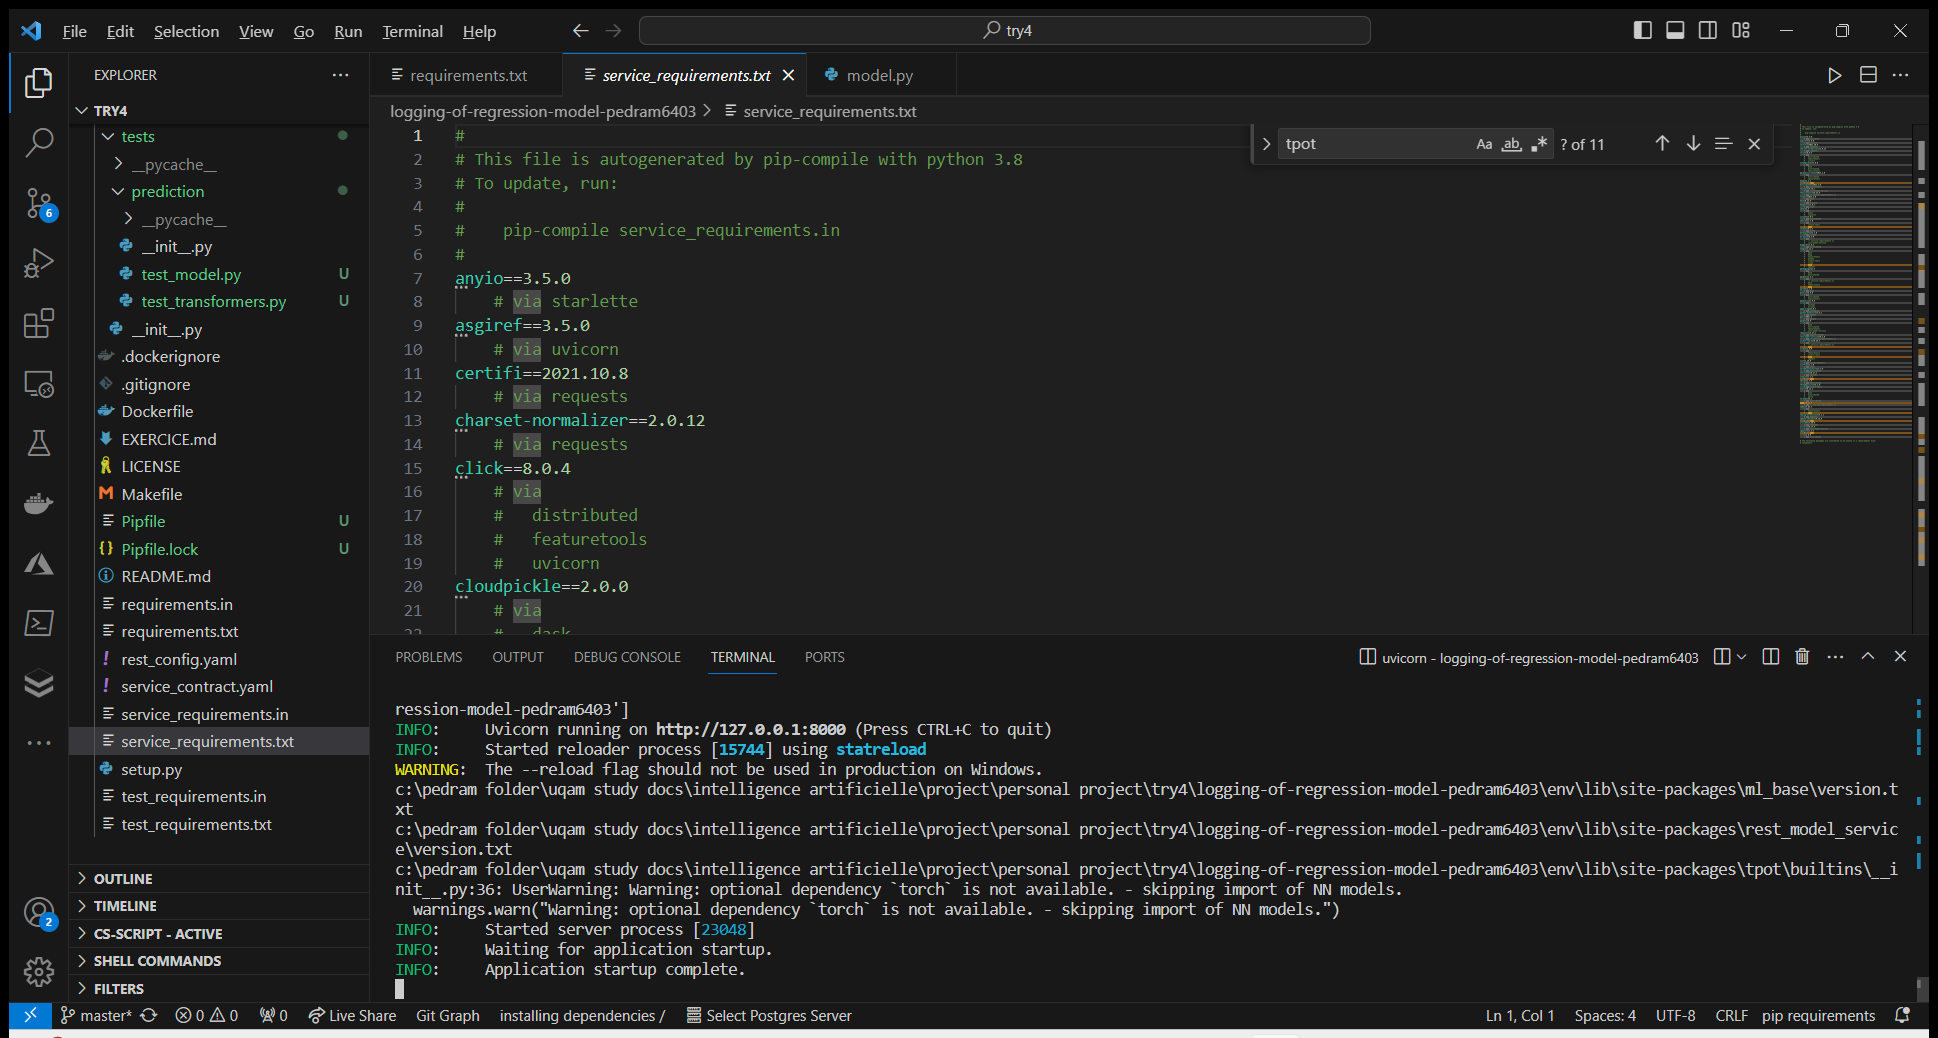 File Edit Selection View Go Run Terminal Help
try4
EXPLORER
TRY4
tests
__pycache__
prediction
__pycache__
__init__.py
test_model.py U
test_transformers.py U
__init__.py
.dockerignore
.gitignore
Dockerfile
EXERCICE.md
LICENSE
Makefile
Pipfile U
Pipfile.lock U
README.md
requirements.in
requirements.txt
rest_config.yaml
service_contract.yaml
service_requirements.in
service_requirements.txt
setup.py
test_requirements.in
test_requirements.txt
OUTLINE
TIMELINE
CS-SCRIPT - ACTIVE
SHELL COMMANDS
FILTERS
6
2
requirements.txt service_requirements.txt model.py
logging-of-regression-model-pedram6403 > service_requirements.txt
tpot Aa ab ? of 11
1 #
2 # This file is autogenerated by pip-compile with python 3.8
3 # To update, run:
4 #
5 #    pip-compile service_requirements.in
6 #
7 anyio==3.5.0
8     # via starlette
9 asgiref==3.5.0
10     # via uvicorn
11 certifi==2021.10.8
12     # via requests
13 charset-normalizer==2.0.12
14     # via requests
15 click==8.0.4
16     # via
17     #   distributed
18     #   featuretools
19     #   uvicorn
20 cloudpickle==2.0.0
21     # via
22     #   dask
PROBLEMS OUTPUT DEBUG CONSOLE TERMINAL PORTS
uvicorn - logging-of-regression-model-pedram6403
ression-model-pedram6403']
INFO:     Uvicorn running on http://127.0.0.1:8000 (Press CTRL+C to quit)
INFO:     Started reloader process [15744] using statreload
WARNING:  The --reload flag should not be used in production on Windows.
c:\pedram folder\uqam study docs\intelligence artificielle\project\personal project\try4\logging-of-regression-model-pedram6403\env\lib\site-packages\ml_base\version.t
xt
c:\pedram folder\uqam study docs\intelligence artificielle\project\personal project\try4\logging-of-regression-model-pedram6403\env\lib\site-packages\rest_model_servic
e\version.txt
c:\pedram folder\uqam study docs\intelligence artificielle\project\personal project\try4\logging-of-regression-model-pedram6403\env\lib\site-packages\tpot\builtins\__i
nit__.py:36: UserWarning: Warning: optional dependency `torch` is not available. - skipping import of NN models.
  warnings.warn("Warning: optional dependency `torch` is not available. - skipping import of NN models.")
INFO:     Started server process [23048]
INFO:     Waiting for application startup.
INFO:     Application startup complete.
master* 0 0 0 Live Share Git Graph installing dependencies / Select Postgres Server Ln 1, Col 1 Spaces: 4 UTF-8 CRLF pip requirements